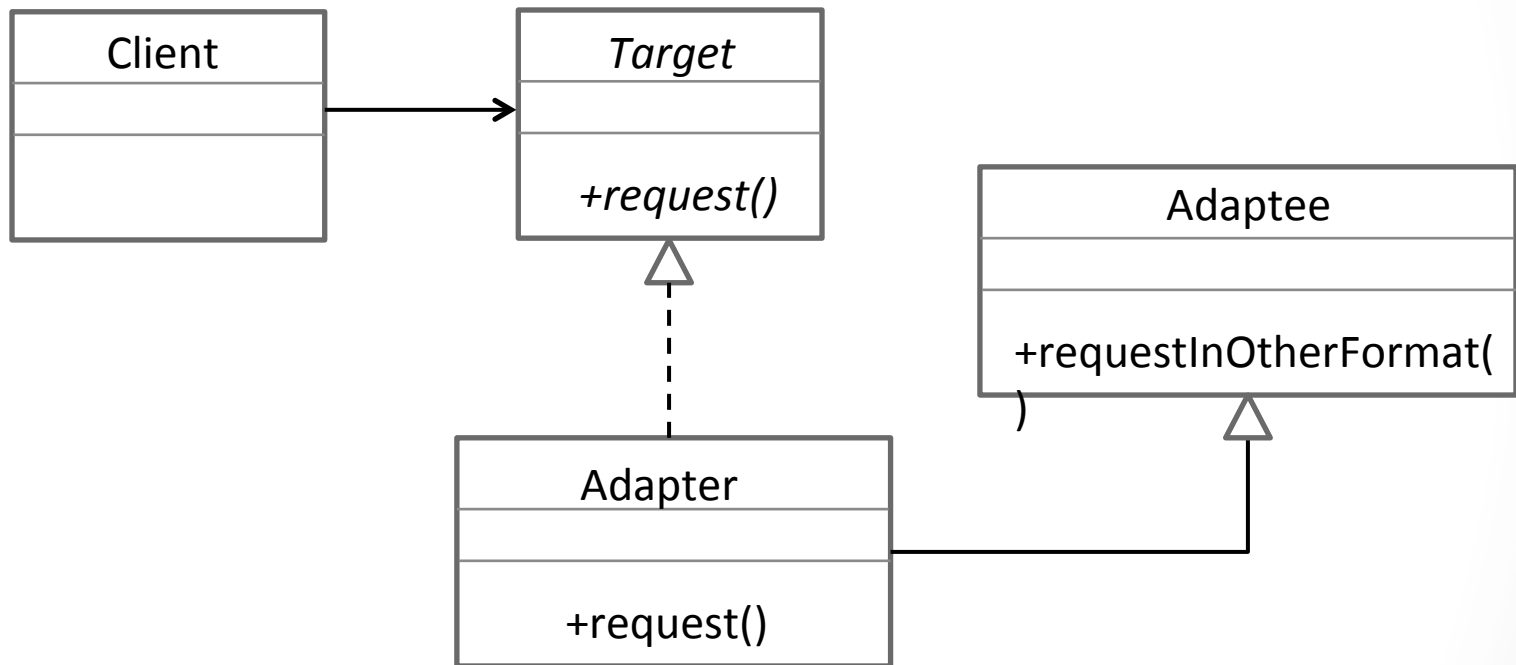 Client
Target
+request()
Adaptee
+requestInOtherFormat(
)
Adapter
+request()